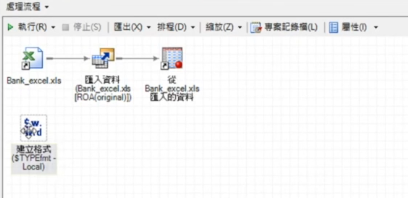 處理流程
執行(R) 停止(S) 匯出(X) 排程(D) 縮放(Z) 專案記錄檔(L) 屬性(I)
Bank_excel.xls
匯入資料
(Bank_excel.xls
[ROA(original)])
從
Bank_excel.xls
匯入的資料
$w.
建立格式
($TYPEfmt -
Local)